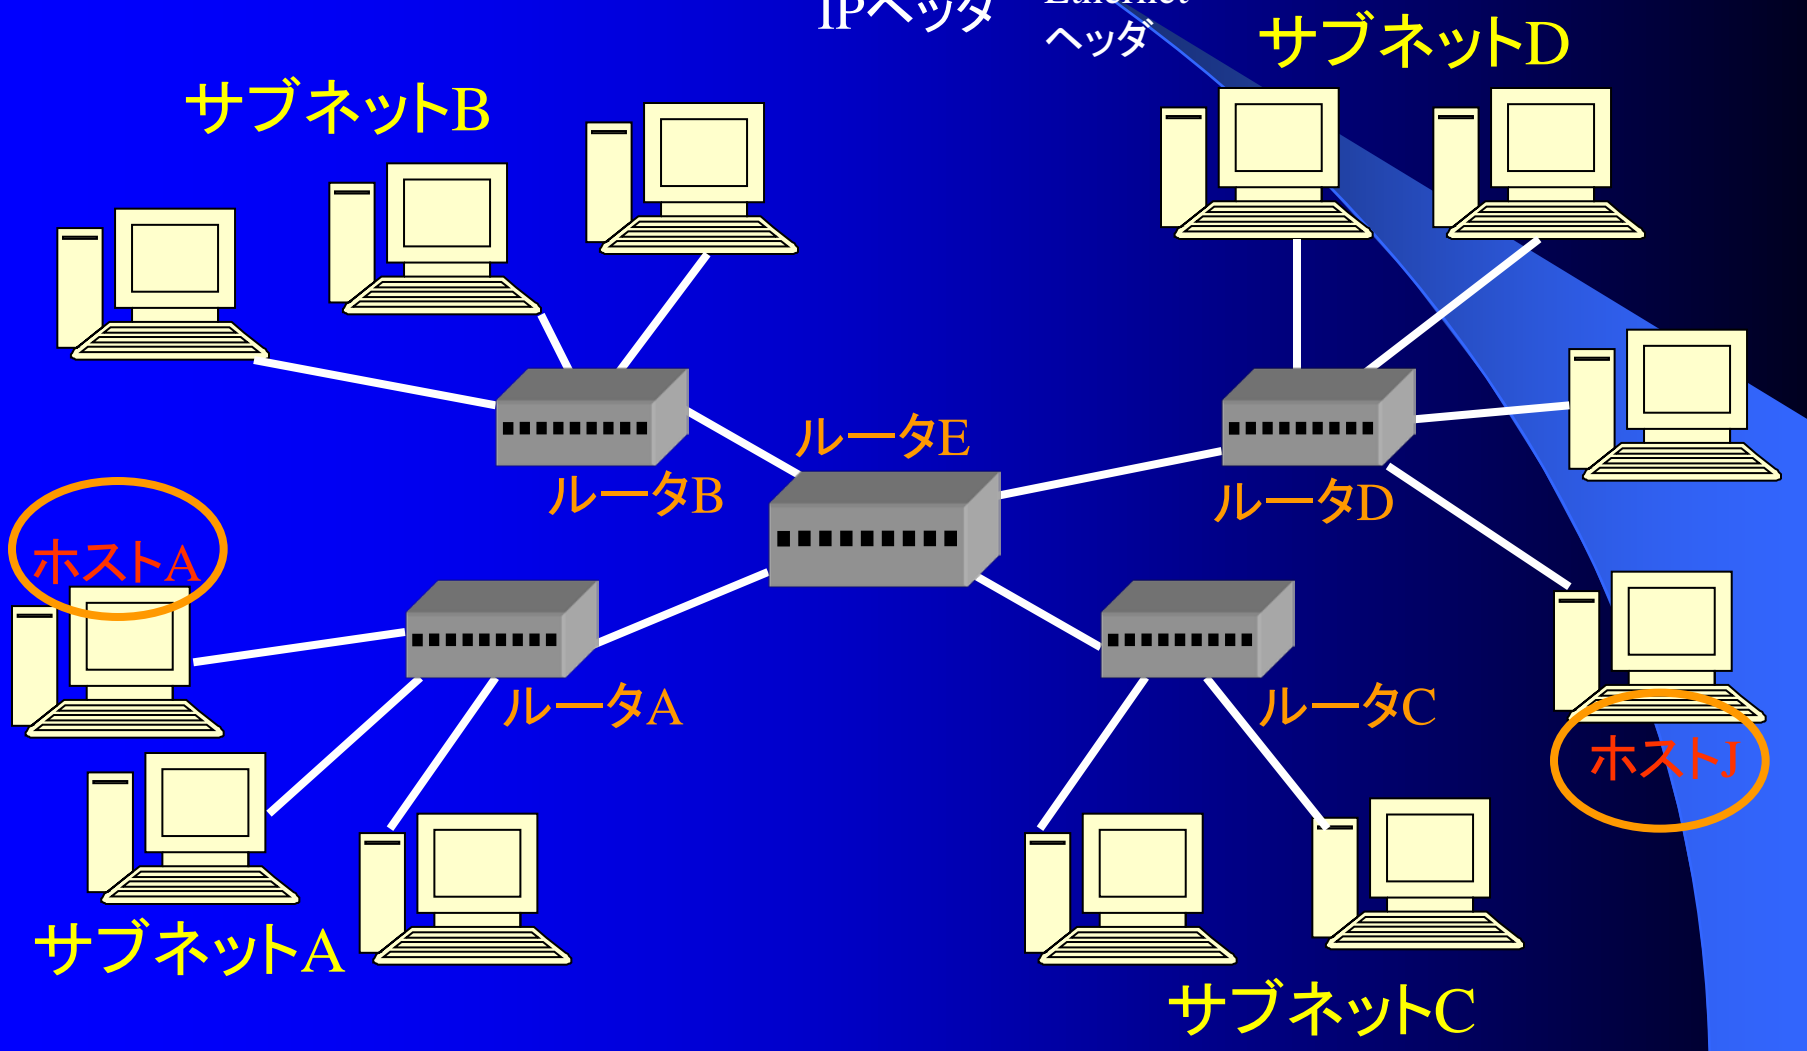 IPヘッダ
Ethernet
ヘッダ
サブネットD
サブネットB
ルータE
ルータB
ルータD
ホストA
ルータA
ルータC
ホストJ
サブネットA
サブネットC